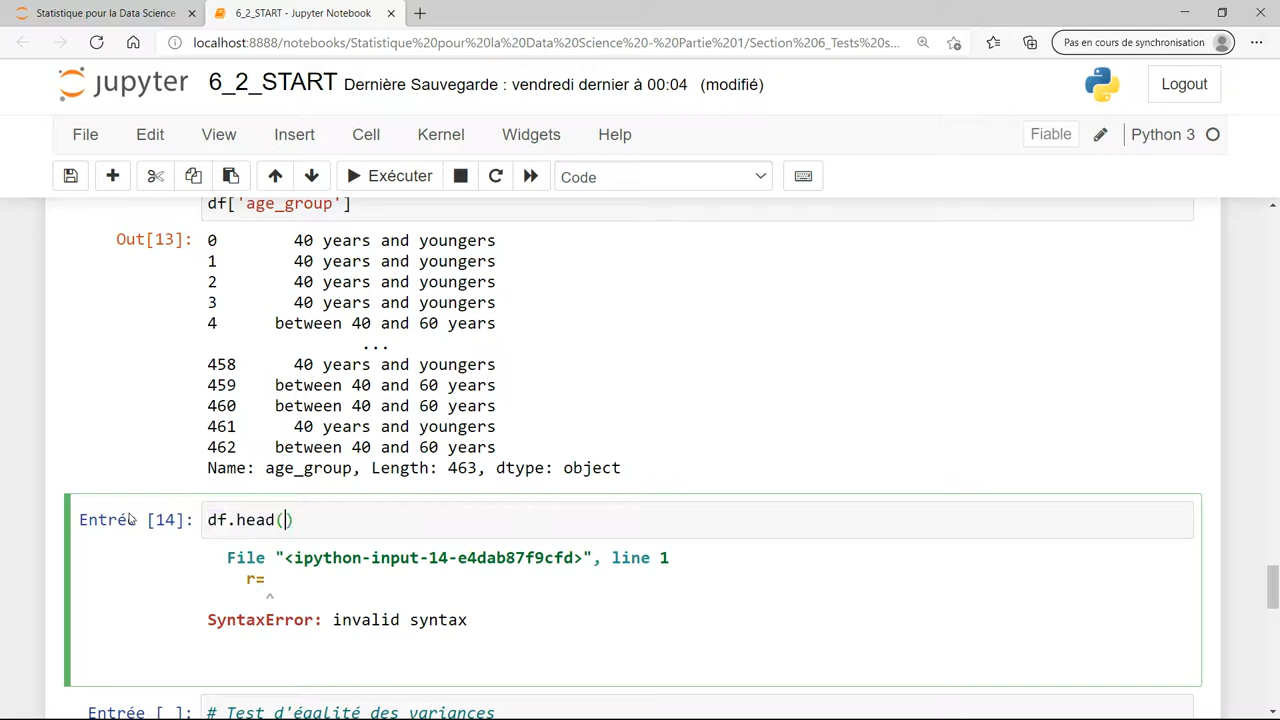 Statistique pour la Data Science
6_2_START - Jupyter Notebook
localhost:8888/notebooks/Statistique%20pour%20la%20Data%20Science%20-%20Partie%201/Section%206_Tests%20s...
Pas en cours de synchronisation
jupyter 6_2_START Dernière Sauvegarde : vendredi dernier à 00:04 (modifié)
Logout
File Edit View Insert Cell Kernel Widgets Help
Fiable
Python 3
Exécuter
Code
df['age_group']
Out[13]: 0 40 years and youngers
1 40 years and youngers
2 40 years and youngers
3 40 years and youngers
4 between 40 and 60 years
...
458 40 years and youngers
459 between 40 and 60 years
460 between 40 and 60 years
461 40 years and youngers
462 between 40 and 60 years
Name: age_group, Length: 463, dtype: object
Entrée [14]: df.head()
File "<ipython-input-14-e4dab87f9cfd>", line 1
r=
^
SyntaxError: invalid syntax
Entrée [ ]: # Test d'égalité des variances